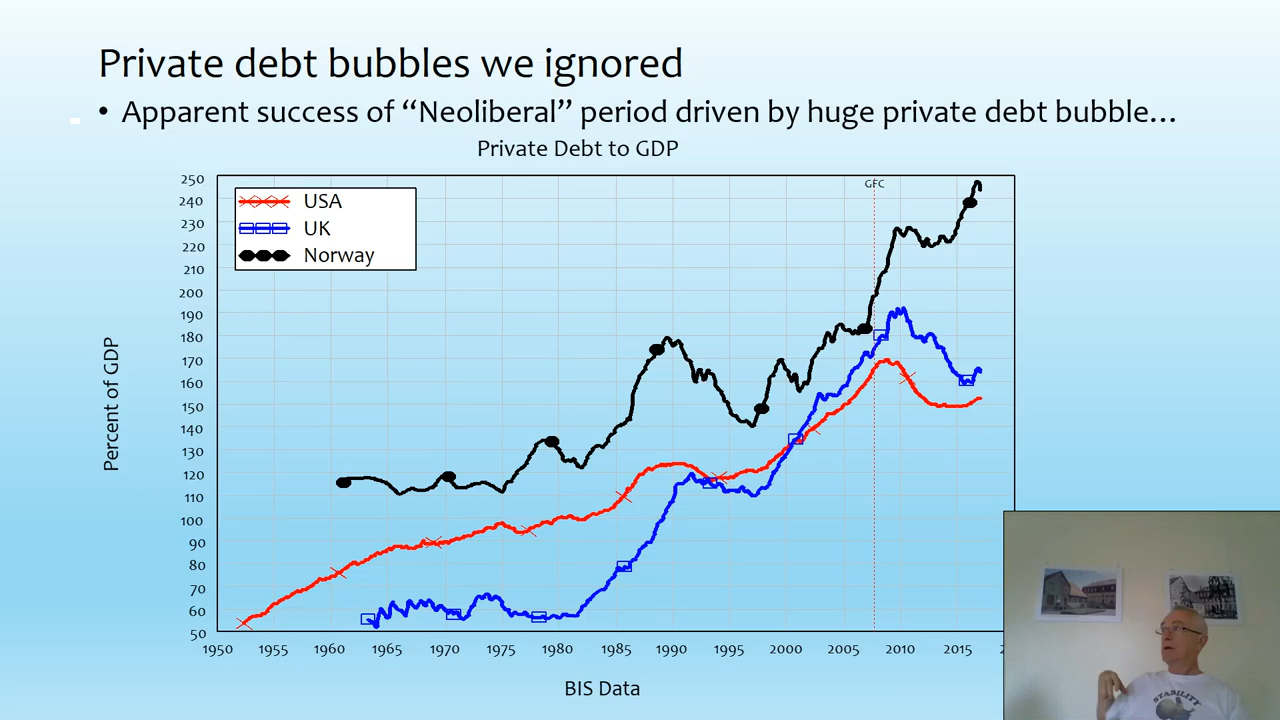 Private debt bubbles we ignored
• Apparent success of “Neoliberal” period driven by huge private debt bubble…
Private Debt to GDP
250
240
230
220
210
200
190
180
170
160
150
140
130
120
110
100
90
80
70
60
50
Percent of GDP
USA
UK
Norway
GFC
1950 1955 1960 1965 1970 1975 1980 1985 1990 1995 2000 2005 2010 2015
BIS Data
STABILITY